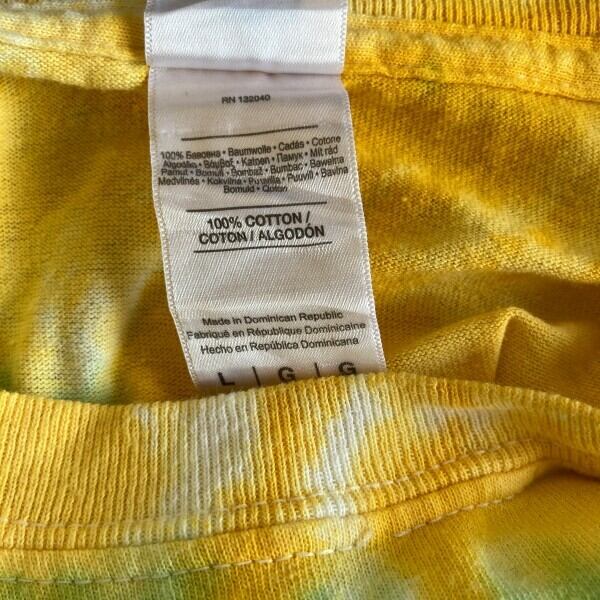 RN 132040
100% Бавовна • Baumwolle • Cadás • Cotone
Algodão • Βάμβαξ • Katoen • Памук • Mit rád
Pamut • Bomull • Bombaž • Bumbac • Bawełna
Medvilnės • Kokvilna • Puuvilla • Puuvill • Bavlna
Bomuld • Qoton
100% COTTON /
COTON / ALGODÓN
Made in Dominican Republic
Fabriqué en République Dominicaine
Hecho en República Dominicana
L | G | G